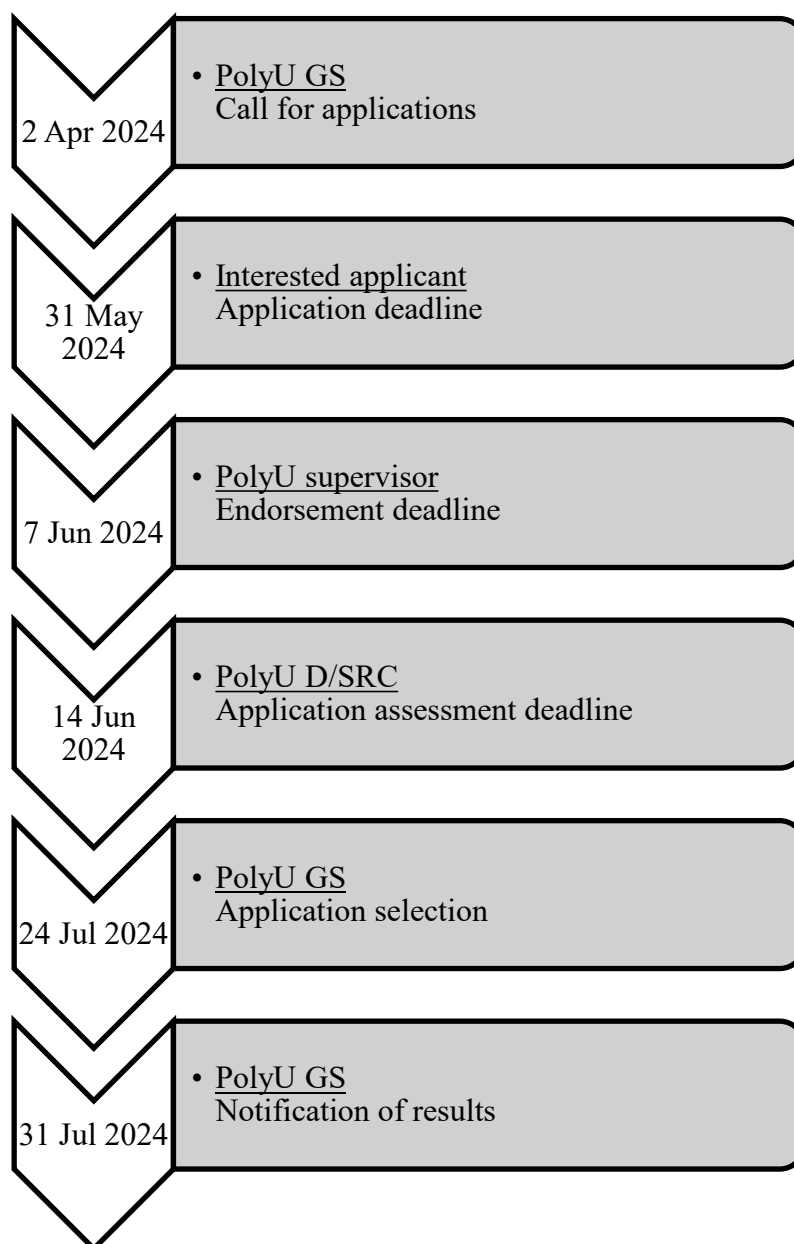 2 Apr 2024
• PolyU GS
Call for applications
31 May
2024
• Interested applicant
Application deadline
7 Jun 2024
• PolyU supervisor
Endorsement deadline
14 Jun
2024
• PolyU D/SRC
Application assessment deadline
24 Jul 2024
• PolyU GS
Application selection
31 Jul 2024
• PolyU GS
Notification of results